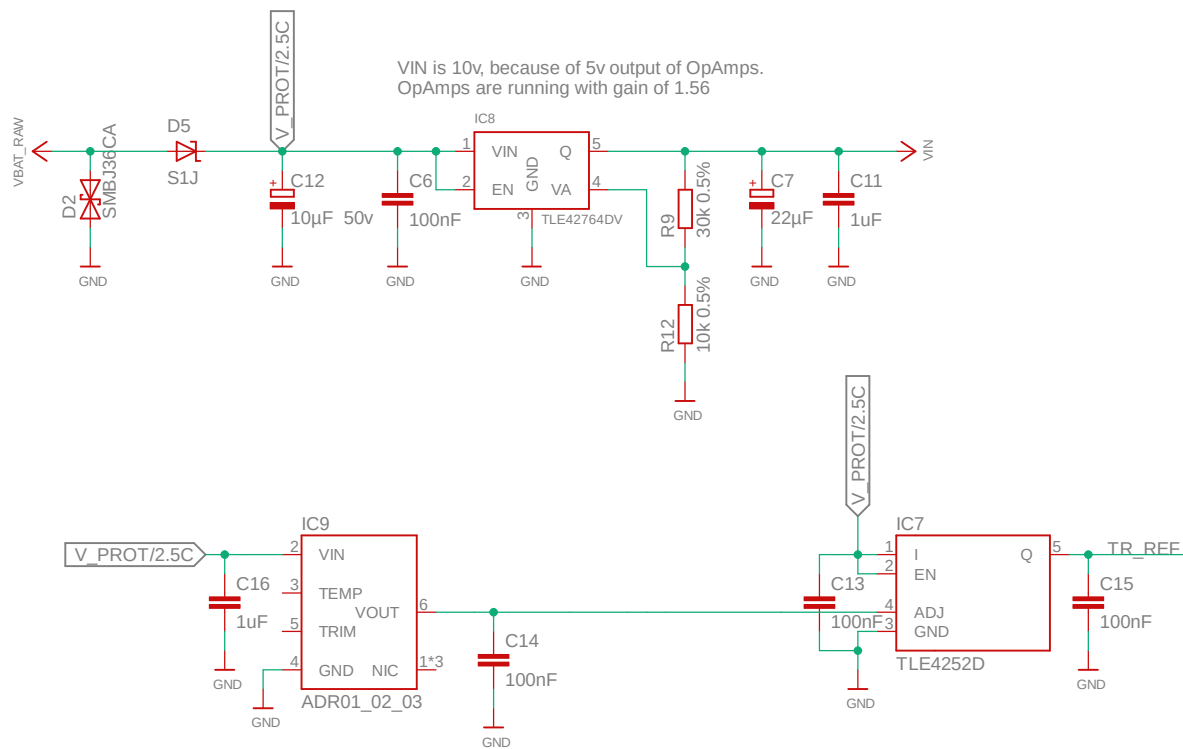 V_PROT/2.5C
VIN is 10v, because of 5v output of OpAmps.
OpAmps are running with gain of 1.56
VBAT_RAW
D2
SMBJ36CA
GND
D5
S1J
+
C12
10µF
GND
50v
C6
100nF
GND
IC8
1
VIN
2
EN
GND
3
Q
5
VA
4
TLE42764DV
GND
R9
30k 0.5%
R12
10k 0.5%
GND
+
C7
22µF
GND
C11
1uF
GND
VIN
V_PROT/2.5C
C16
1uF
GND
IC9
2
VIN
3
TEMP
VOUT
6
5
TRIM
4
GND
NIC
1*3
ADR01_02_03
GND
C14
100nF
GND
V_PROT/2.5C
C13
100nF
GND
IC7
1
I
2
EN
4
ADJ
3
GND
Q
5
TLE4252D
TR_REF
C15
100nF
GND